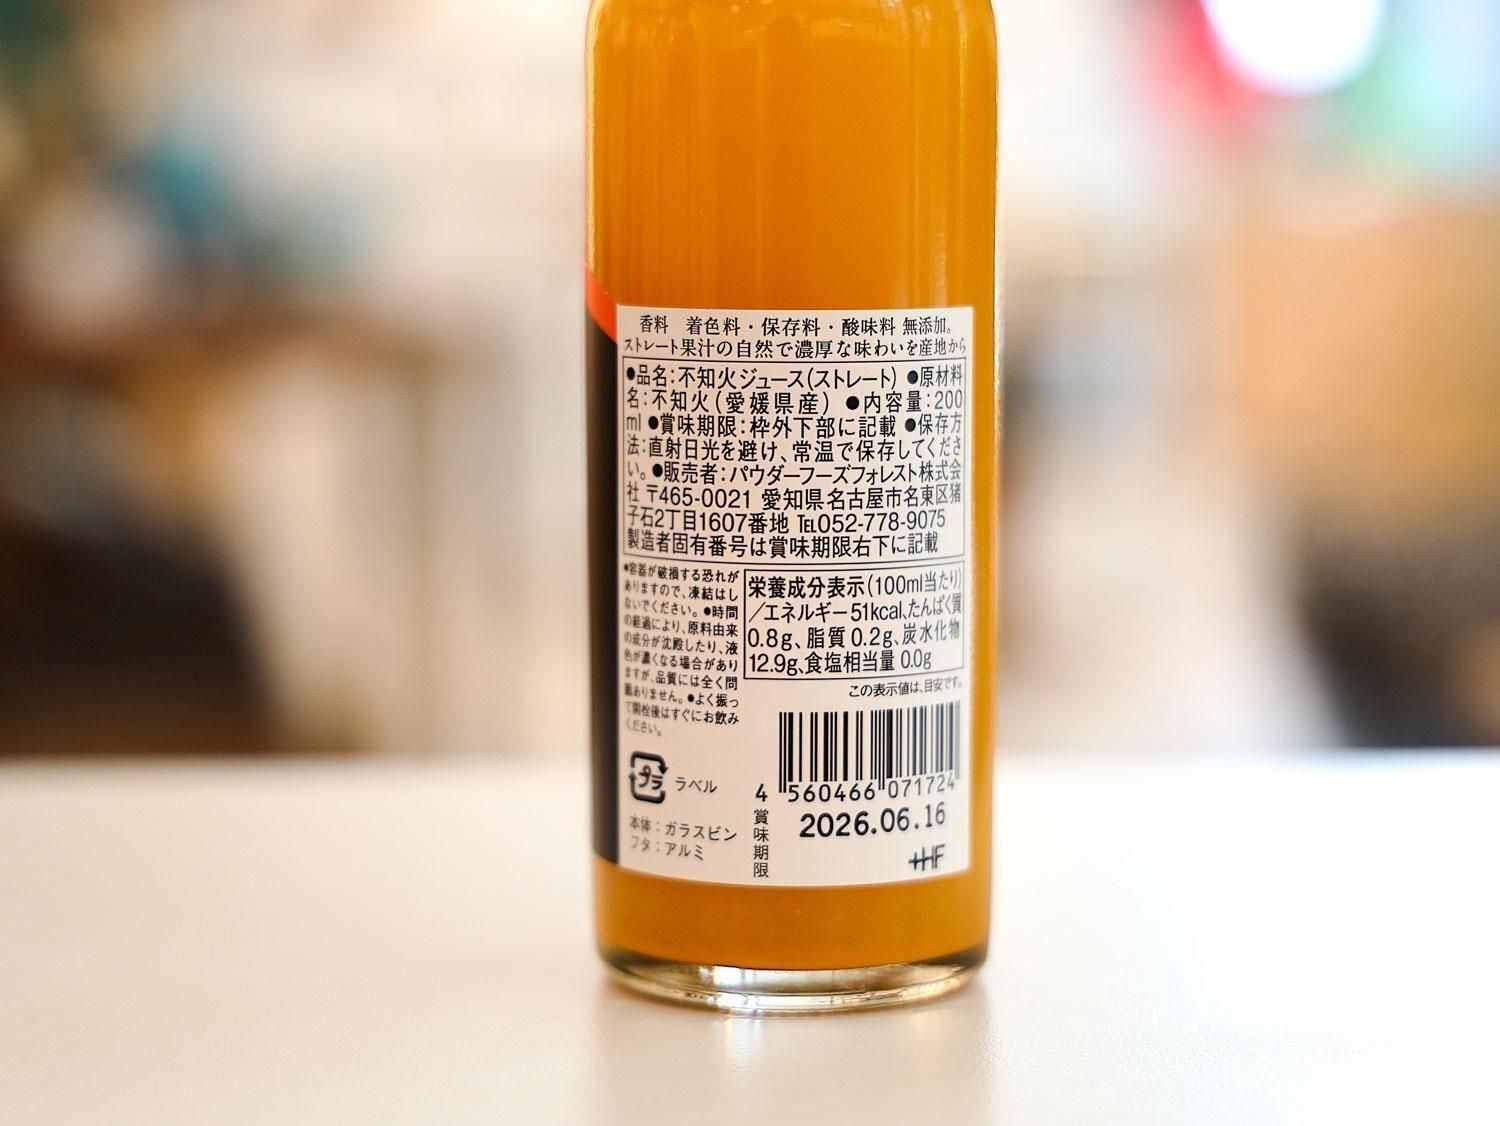 香料 着色料・保存料・酸味料 無添加。
ストレート果汁の自然で濃厚な味わいを産地から
●品名:不知火ジュース(ストレート) ●原材料
名:不知火(愛媛県産) ●内容量:200
ml ●賞味期限:枠外下部に記載 ●保存方
法:直射日光を避け、常温で保存してくださ
い。●販売者:パウダーフーズフォレスト株式会
社 〒465-0021 愛知県名古屋市名東区猪
子石2丁目1607番地 ℡052-778-9075
製造者固有番号は賞味期限右下に記載
●容器が破損する恐れが
ありますので、凍結はし
ないでください。●時間
の経過により、原料由来
の成分が沈殿したり、液
色が濃くなる場合があり
ますが、品質には全く問
題ありません。●よく振っ
て開栓後はすぐにお飲み
ください。
栄養成分表示(100ml当たり)
/エネルギー51kcal、たんぱく質
0.8g、脂質0.2g、炭水化物
12.9g、食塩相当量 0.0g
この表示値は、目安です。
プラ ラベル
本体:ガラスビン
フタ:アルミ
4 560466 071724
賞味期限
2026.06.16
+HF